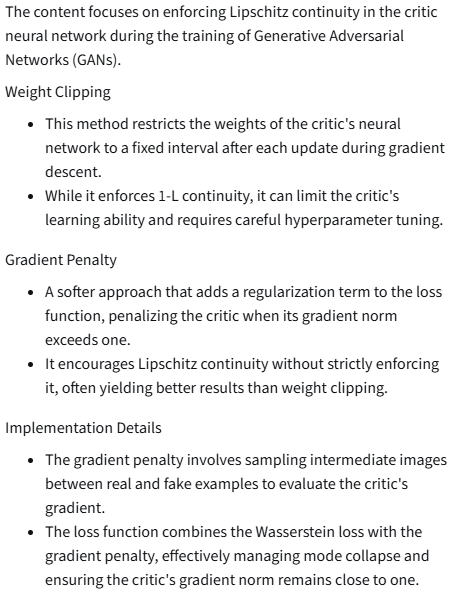 The content focuses on enforcing Lipschitz continuity in the critic
neural network during the training of Generative Adversarial
Networks (GANs).
Weight Clipping
• This method restricts the weights of the critic's neural
network to a fixed interval after each update during gradient
descent.
• While it enforces 1-L continuity, it can limit the critic's
learning ability and requires careful hyperparameter tuning.
Gradient Penalty
• A softer approach that adds a regularization term to the loss
function, penalizing the critic when its gradient norm
exceeds one.
• It encourages Lipschitz continuity without strictly enforcing
it, often yielding better results than weight clipping.
Implementation Details
• The gradient penalty involves sampling intermediate images
between real and fake examples to evaluate the critic's
gradient.
• The loss function combines the Wasserstein loss with the
gradient penalty, effectively managing mode collapse and
ensuring the critic's gradient norm remains close to one.